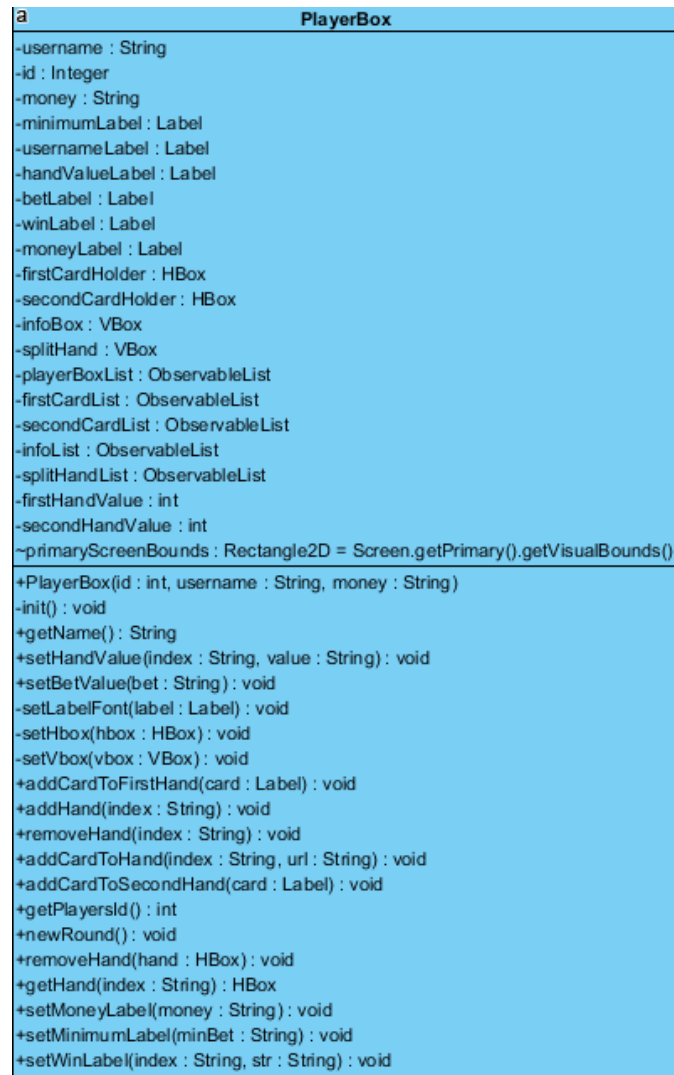 a
PlayerBox
-username : String
-id : Integer
-money : String
-minimumLabel : Label
-usernameLabel : Label
-handValueLabel : Label
-betLabel : Label
-winLabel : Label
-moneyLabel : Label
-firstCardHolder : HBox
-secondCardHolder : HBox
-infoBox : VBox
-splitHand : VBox
-playerBoxList : ObservableList
-firstCardList : ObservableList
-secondCardList : ObservableList
-infoList : ObservableList
-splitHandList : ObservableList
-firstHandValue : int
-secondHandValue : int
~primaryScreenBounds : Rectangle2D = Screen.getPrimary().getVisualBounds()
+PlayerBox(id : int, username : String, money : String)
-init() : void
+getName() : String
+setHandValue(index : String, value : String) : void
+setBetValue(bet : String) : void
-setLabelFont(label : Label) : void
-setHbox(hbox : HBox) : void
-setVbox(vbox : VBox) : void
+addCardToFirstHand(card : Label) : void
+addHand(index : String) : void
+removeHand(index : String) : void
+addCardToHand(index : String, url : String) : void
+addCardToSecondHand(card : Label) : void
+getPlayersId() : int
+newRound() : void
+removeHand(hand : HBox) : void
+getHand(index : String) : HBox
+setMoneyLabel(money : String) : void
+setMinimumLabel(minBet : String) : void
+setWinLabel(index : String, str : String) : void